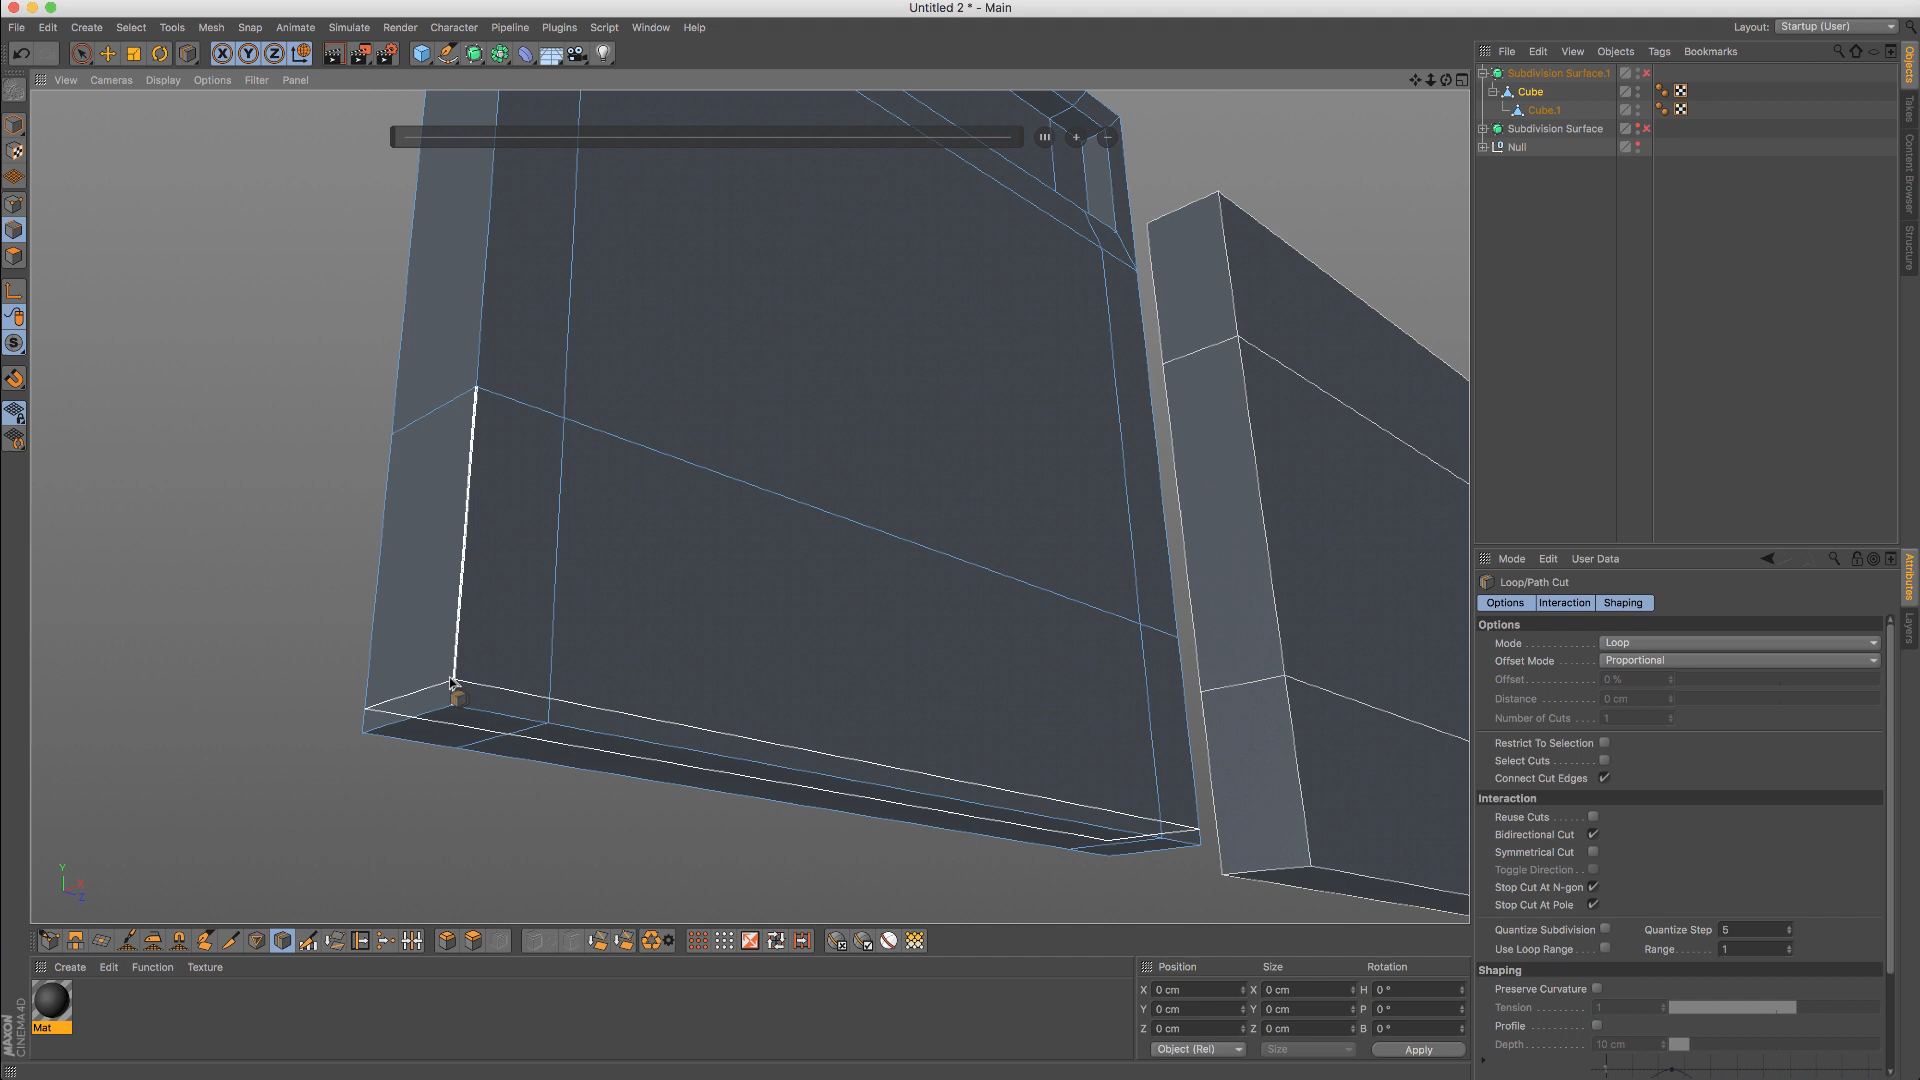 Untitled 2 * - Main
File Edit Create Select Tools Mesh Snap Animate Simulate Render Character Pipeline Plugins Script Window Help
Layout: Startup (User)
X Y Z
File Edit View Objects Tags Bookmarks
View Cameras Display Options Filter Panel
Subdivision Surface.1
Cube
Cube.1
Subdivision Surface
Null
Objects
Takes
Content Browser
Structure
Mode Edit User Data
Loop/Path Cut
Options Interaction Shaping
Options
Mode Loop
Offset Mode Proportional
Offset 0 %
Distance 0 cm
Number of Cuts 1
Restrict To Selection
Select Cuts
Connect Cut Edges
Interaction
Reuse Cuts
Bidirectional Cut
Symmetrical Cut
Toggle Direction
Stop Cut At N-gon
Stop Cut At Pole
Quantize Subdivision Quantize Step 5
Use Loop Range Range 1
Shaping
Preserve Curvature
Tension 1
Profile
Depth 10 cm
Attributes
Layers
Y
X
Z
Create Edit Function Texture
Mat
MAXON
CINEMA 4D
Position Size Rotation
X 0 cm X 0 cm H 0 °
Y 0 cm Y 0 cm P 0 °
Z 0 cm Z 0 cm B 0 °
Object (Rel) Size Apply